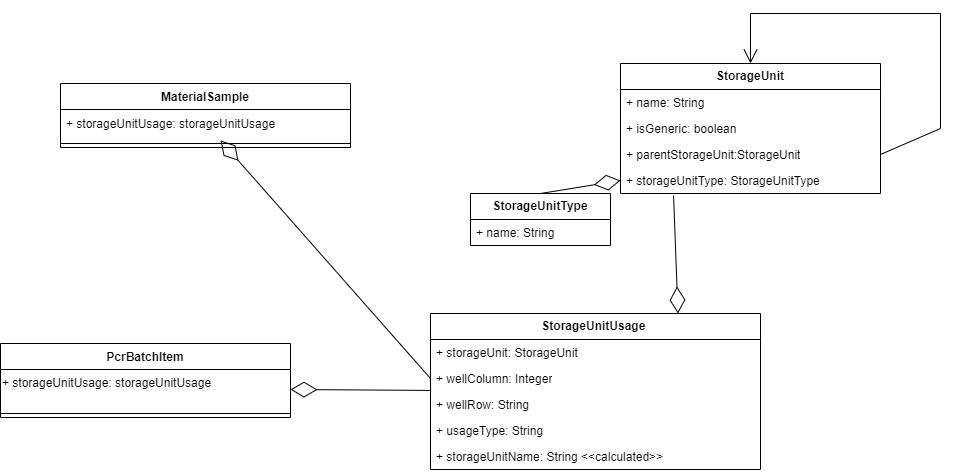 StorageUnit
+ name: String
+ isGeneric: boolean
+ parentStorageUnit:StorageUnit
+ storageUnitType: StorageUnitType
MaterialSample
+ storageUnitUsage: storageUnitUsage
StorageUnitType
+ name: String
StorageUnitUsage
+ storageUnit: StorageUnit
+ wellColumn: Integer
+ wellRow: String
+ usageType: String
+ storageUnitName: String <<calculated>>
PcrBatchItem
+ storageUnitUsage: storageUnitUsage